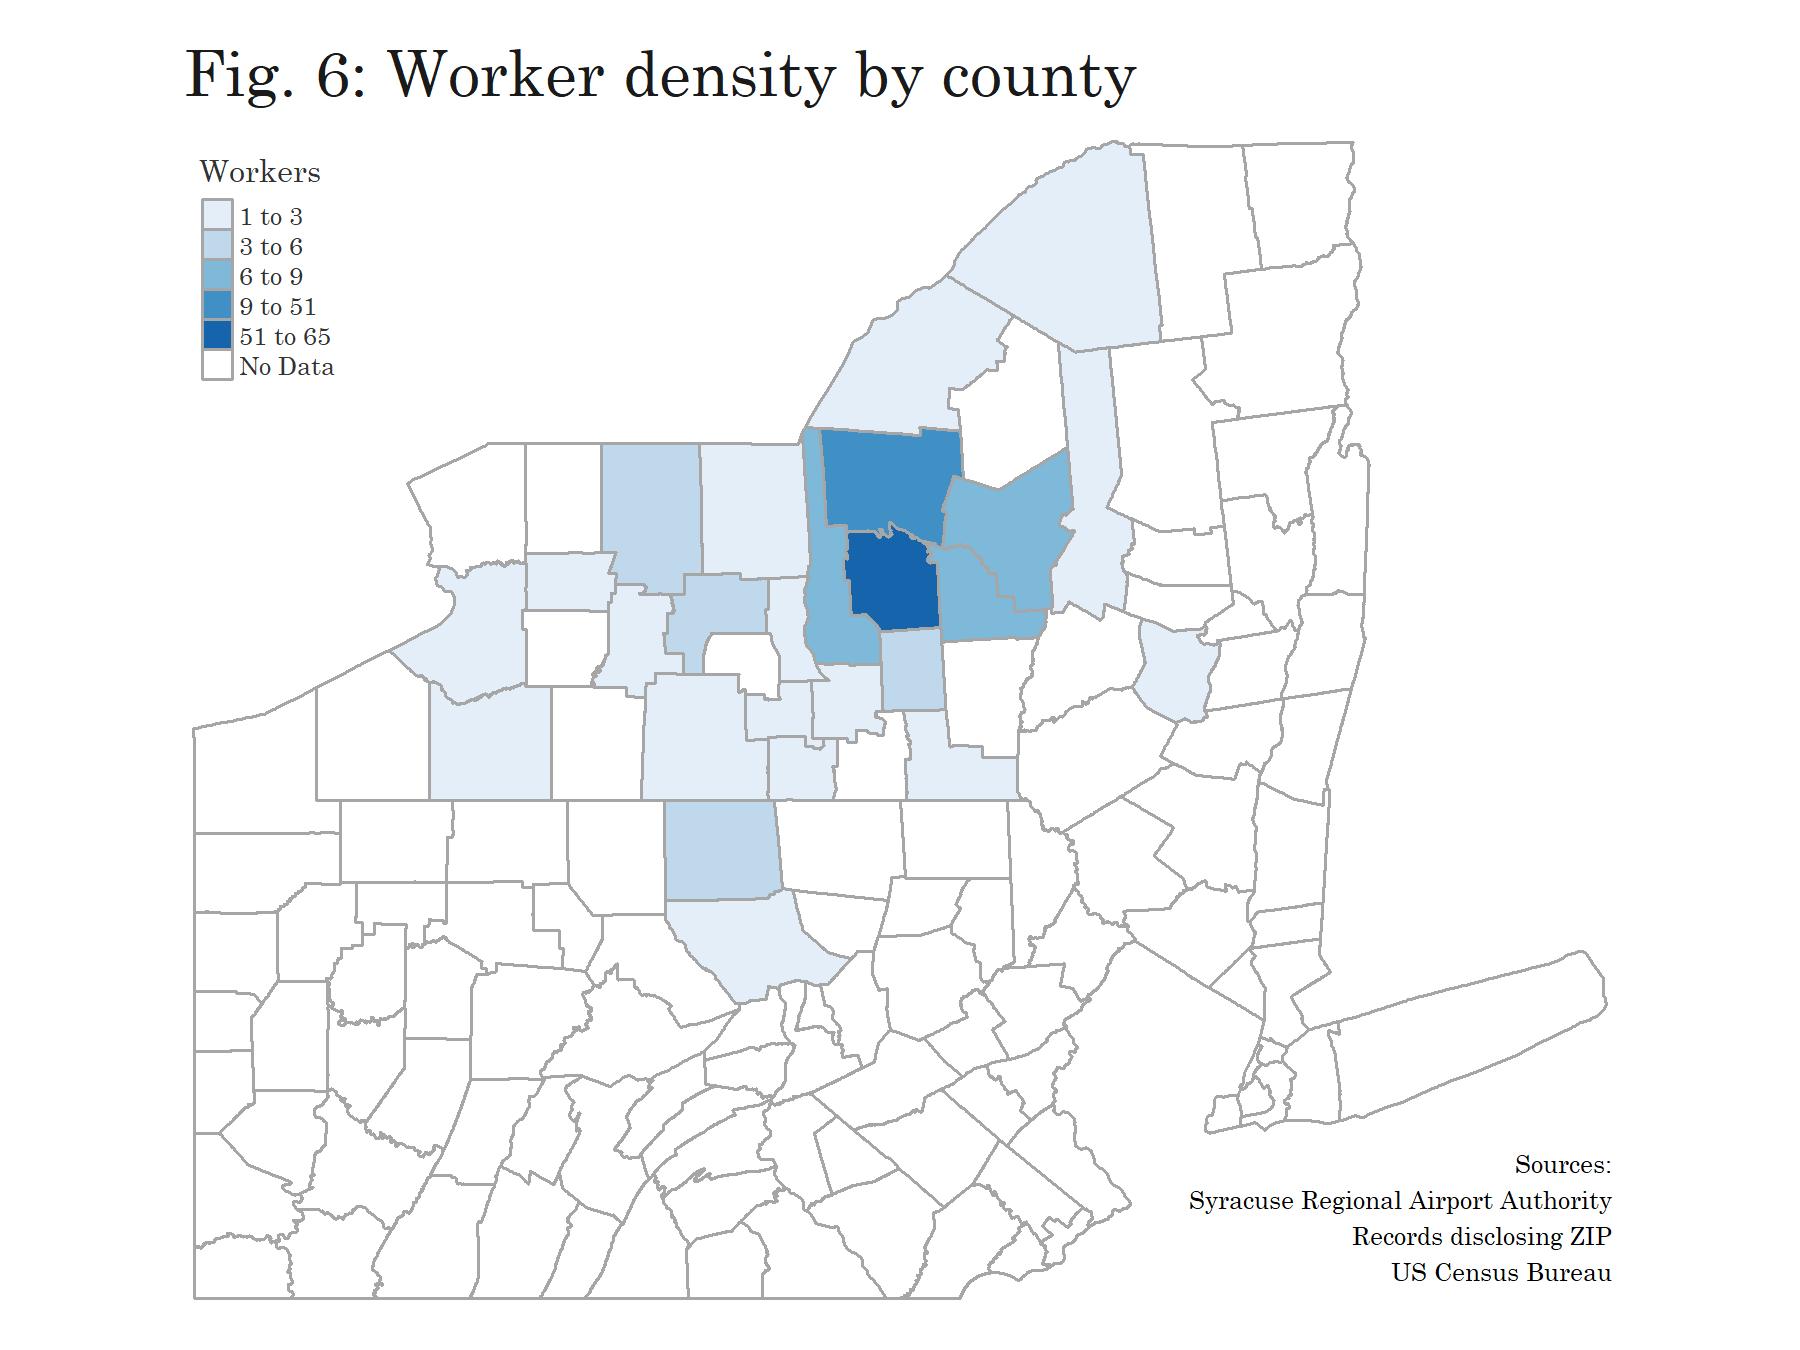 Fig. 6: Worker density by county
Workers
1 to 3
3 to 6
6 to 9
9 to 51
51 to 65
No Data
Sources:
Syracuse Regional Airport Authority
Records disclosing ZIP
US Census Bureau